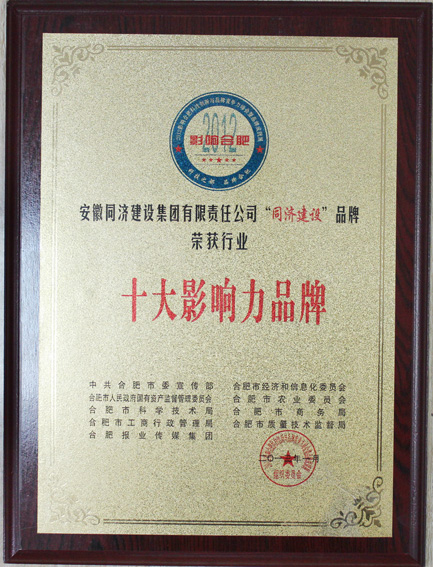 2012
影响合肥
安徽同济建设集团有限责任公司“同济建设”品牌
荣获行业
十大影响力品牌
中共合肥市委宣传部
合肥市人民政府国有资产监督管理委员会
合肥市科学技术局
合肥市工商行政管理局
合肥报业传媒集团
合肥市经济和信息化委员会
合肥市农业委员会
合肥市商务局
合肥市质量技术监督局
组织委员会